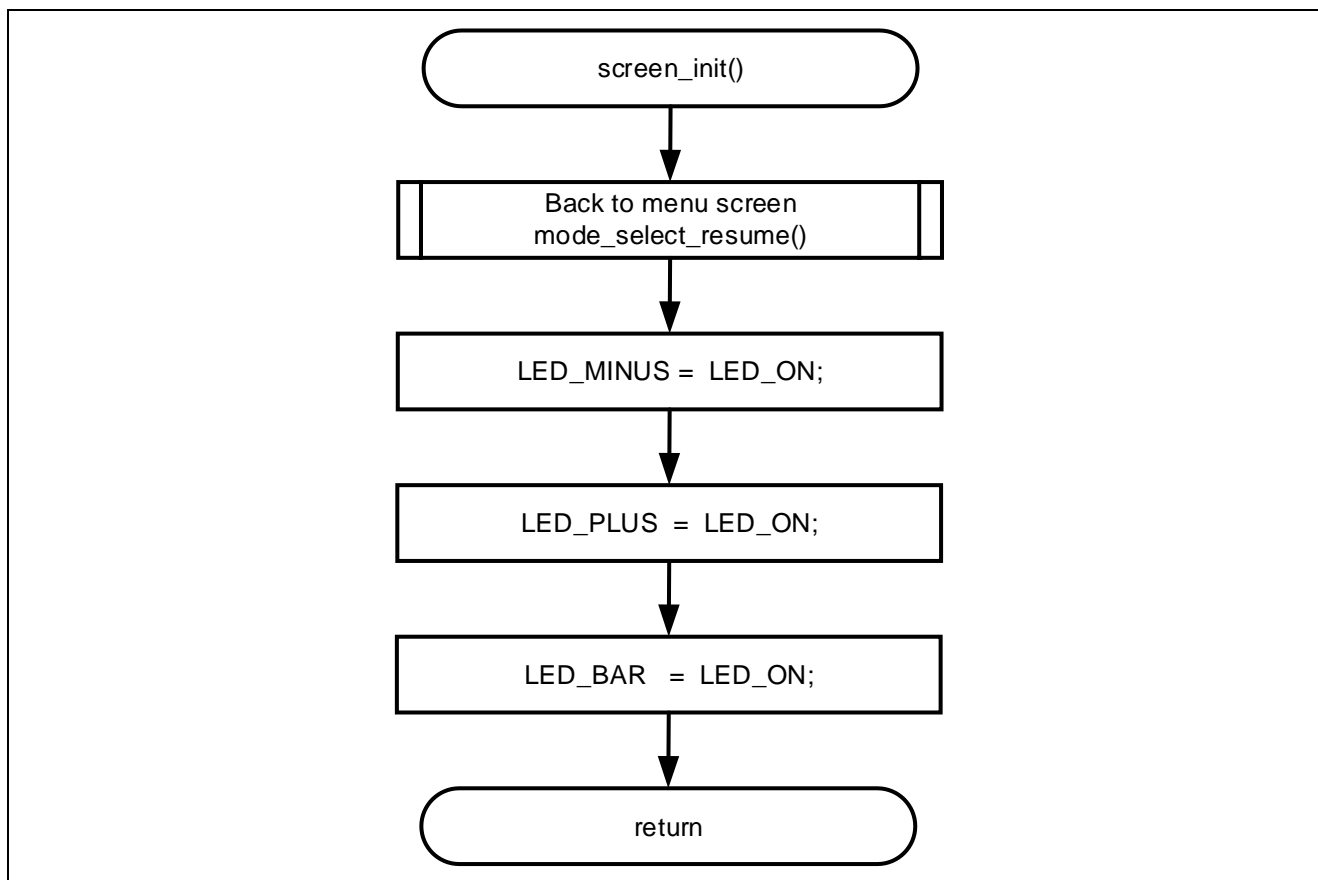 screen_init()
Back to menu screen
mode_select_resume()
LED_MINUS = LED_ON;
LED_PLUS = LED_ON;
LED_BAR = LED_ON;
return